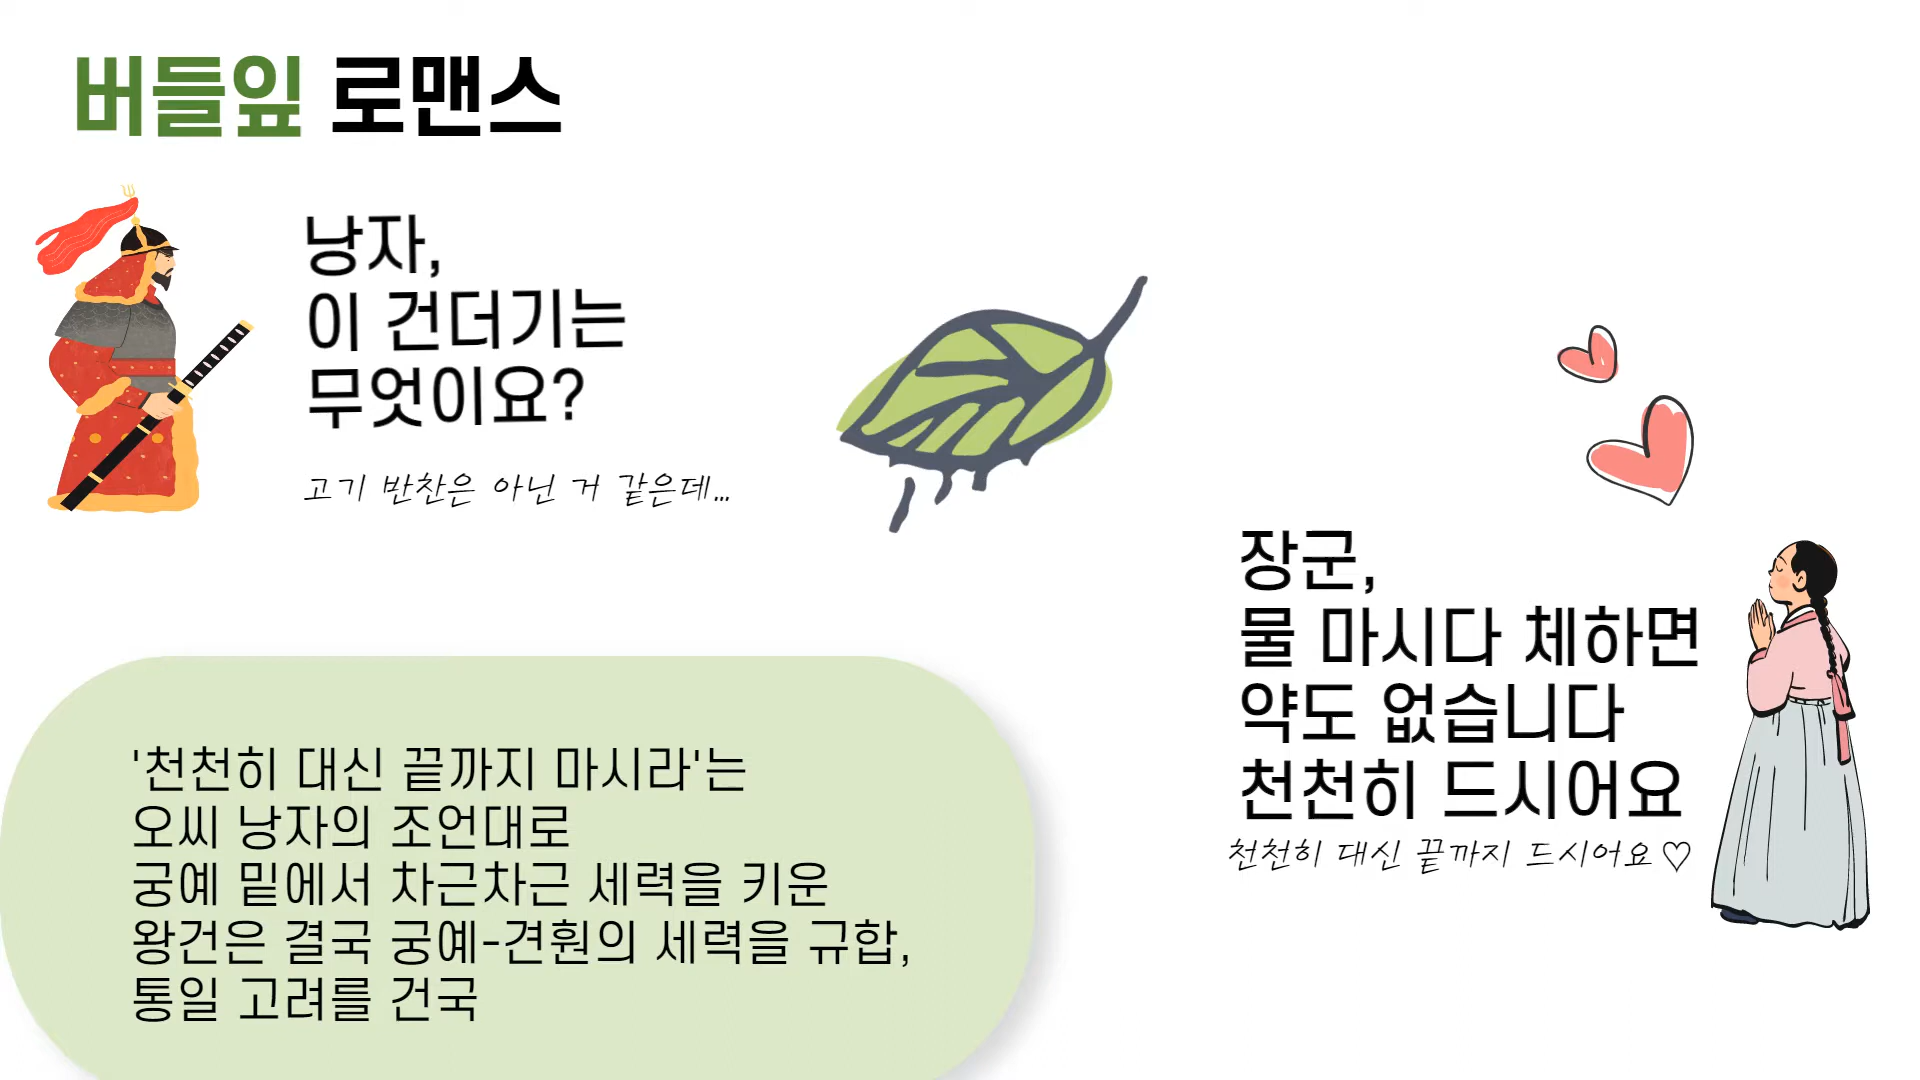 버들잎 로맨스
낭자,
이 건더기는
무엇이요?
고기 반찬은 아닌 거 같은데...
장군,
물 마시다 체하면
약도 없습니다
천천히 드시어요
천천히 대신 끝까지 드시어요♡
'천천히 대신 끝까지 마시라'는
오씨 낭자의 조언대로
궁예 밑에서 차근차근 세력을 키운
왕건은 결국 궁예-견훤의 세력을 규합,
통일 고려를 건국